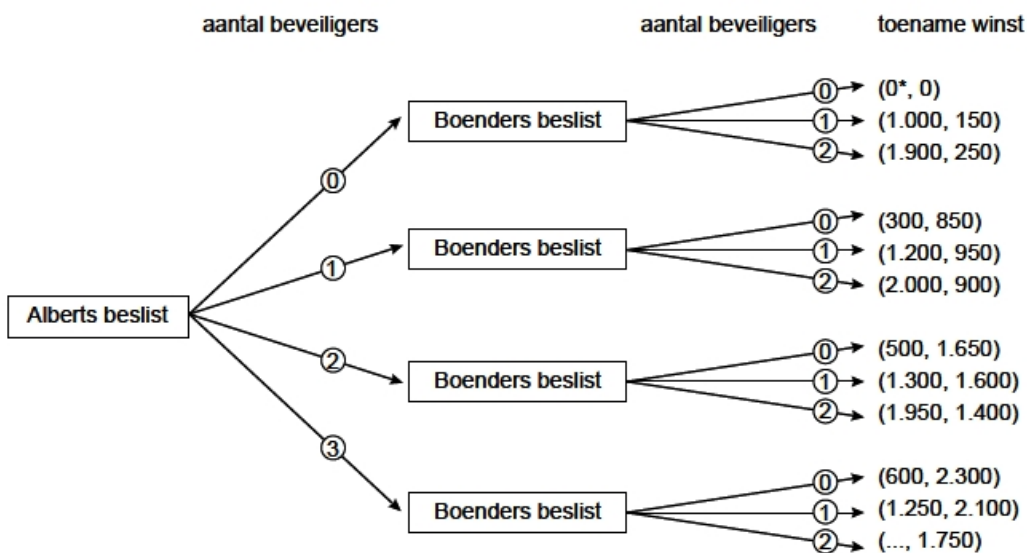 aantal beveiligers aantal beveiligers toename winst
0 (0*, 0)
Boenders beslist 1 (1.000, 150)
2 (1.900, 250)
0
0 (300, 850)
Boenders beslist 1 (1.200, 950)
1 2 (2.000, 900)
Alberts beslist
0 (500, 1.650)
2 Boenders beslist 1 (1.300, 1.600)
2 (1.950, 1.400)
3
0 (600, 2.300)
Boenders beslist 1 (1.250, 2.100)
2 (..., 1.750)